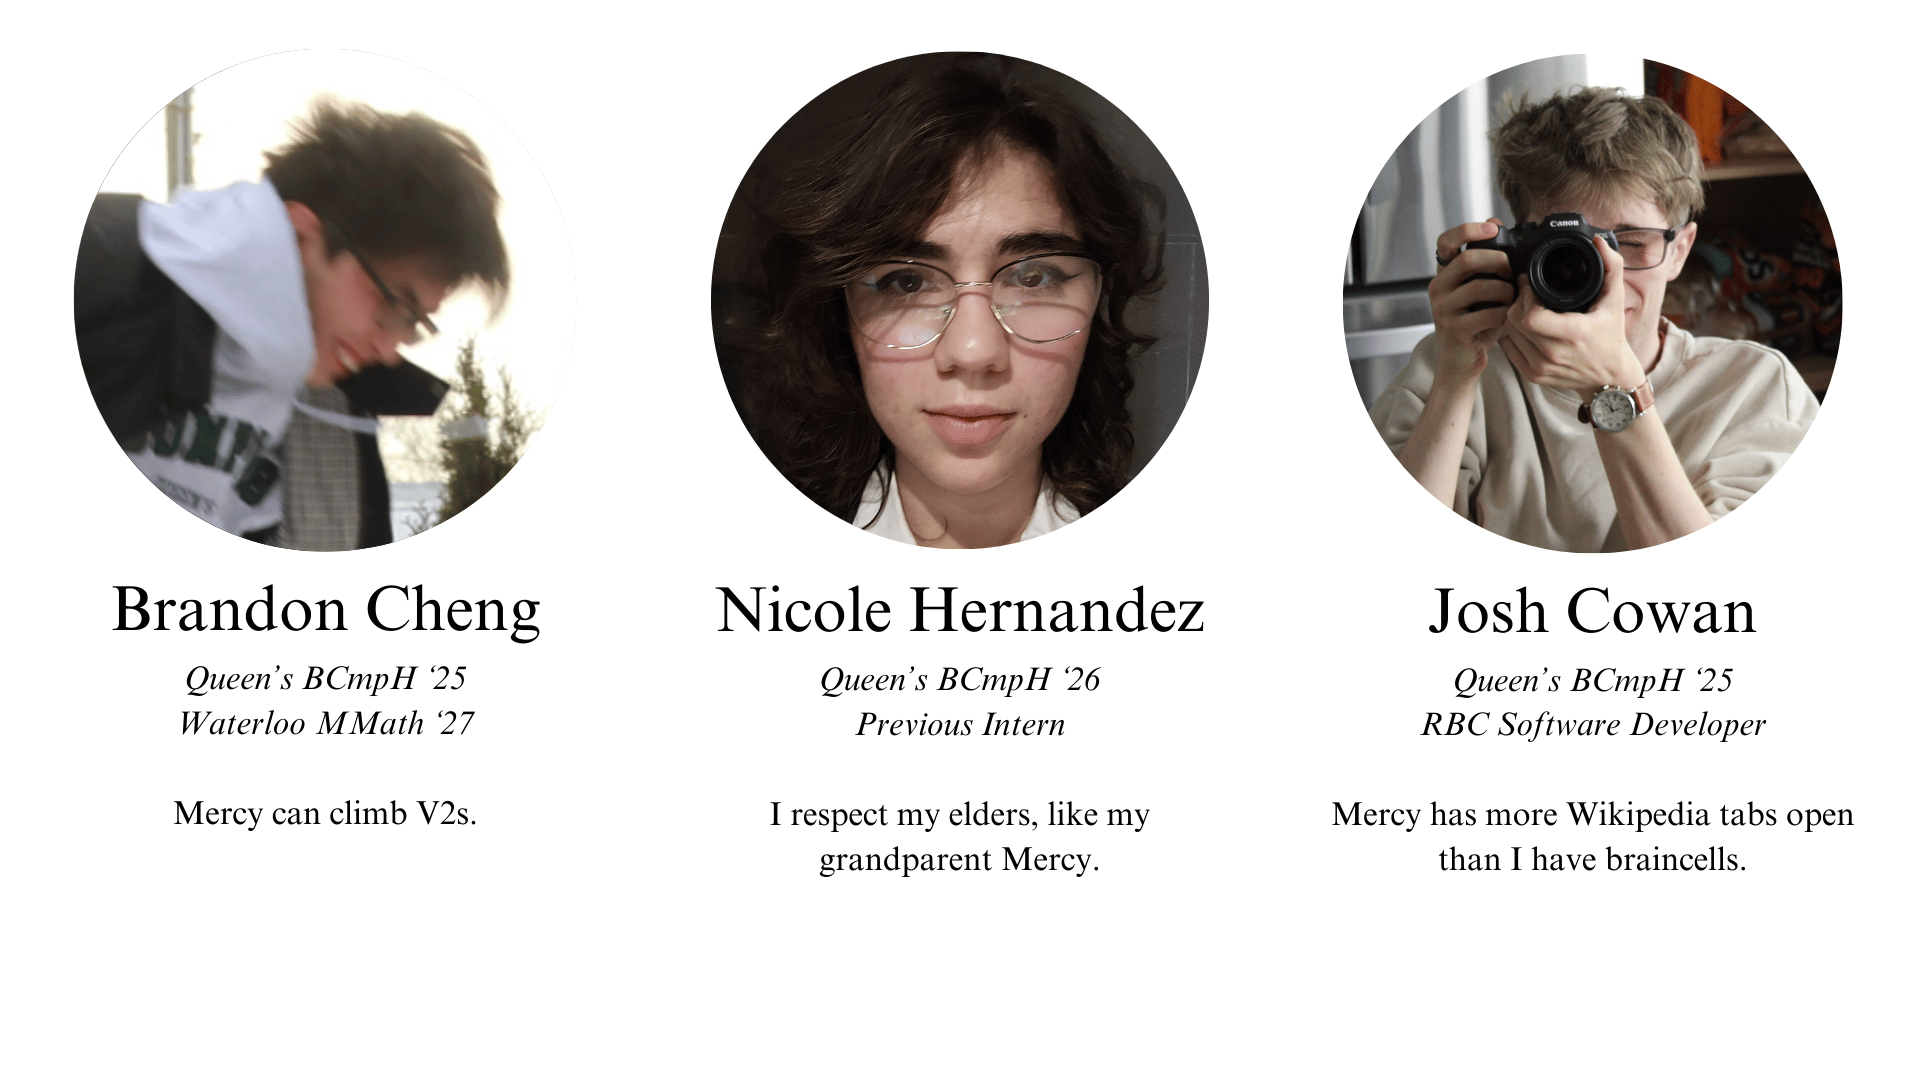 Canon
Brandon Cheng
Queen’s BCmpH ‘25
Waterloo MMath ‘27
Mercy can climb V2s.
Nicole Hernandez
Queen’s BCmpH ‘26
Previous Intern
I respect my elders, like my
grandparent Mercy.
Josh Cowan
Queen’s BCmpH ‘25
RBC Software Developer
Mercy has more Wikipedia tabs open
than I have braincells.